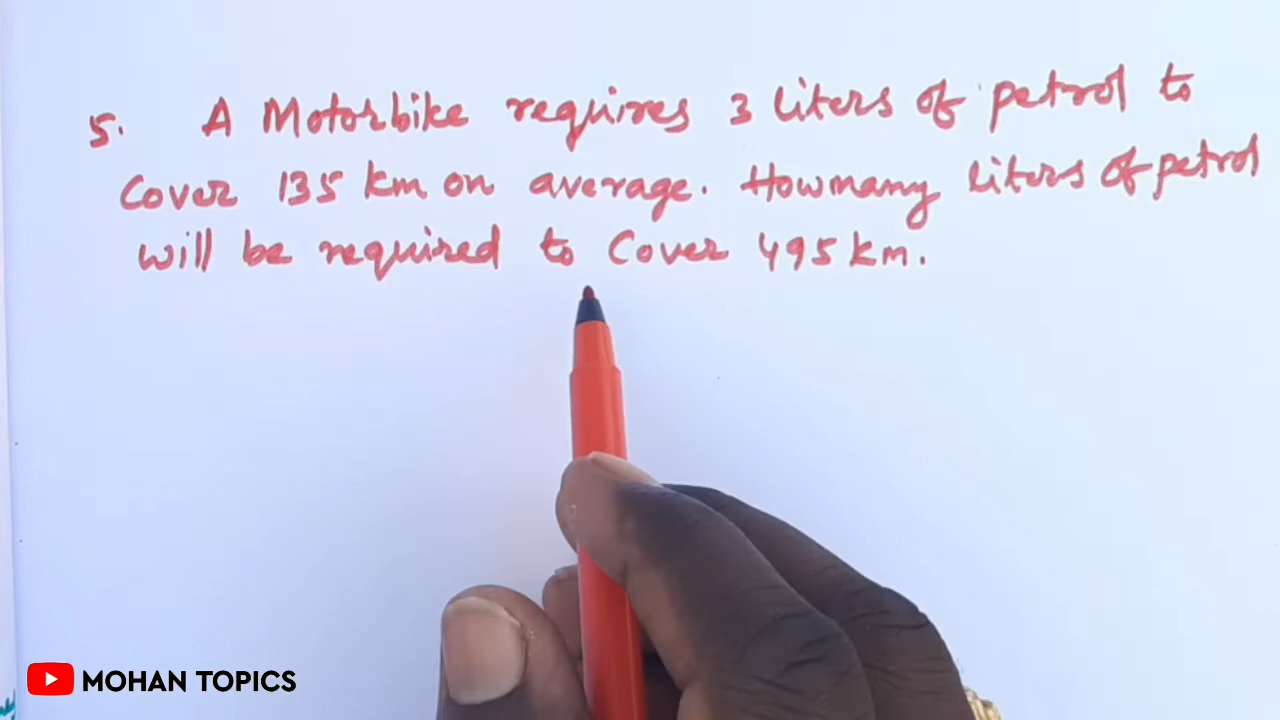 5. A Motorbike requires 3 liters of petrol to
Cover 135 km on average. Howmany liters of petrol
will be required to Cover 495 km.
MOHAN TOPICS